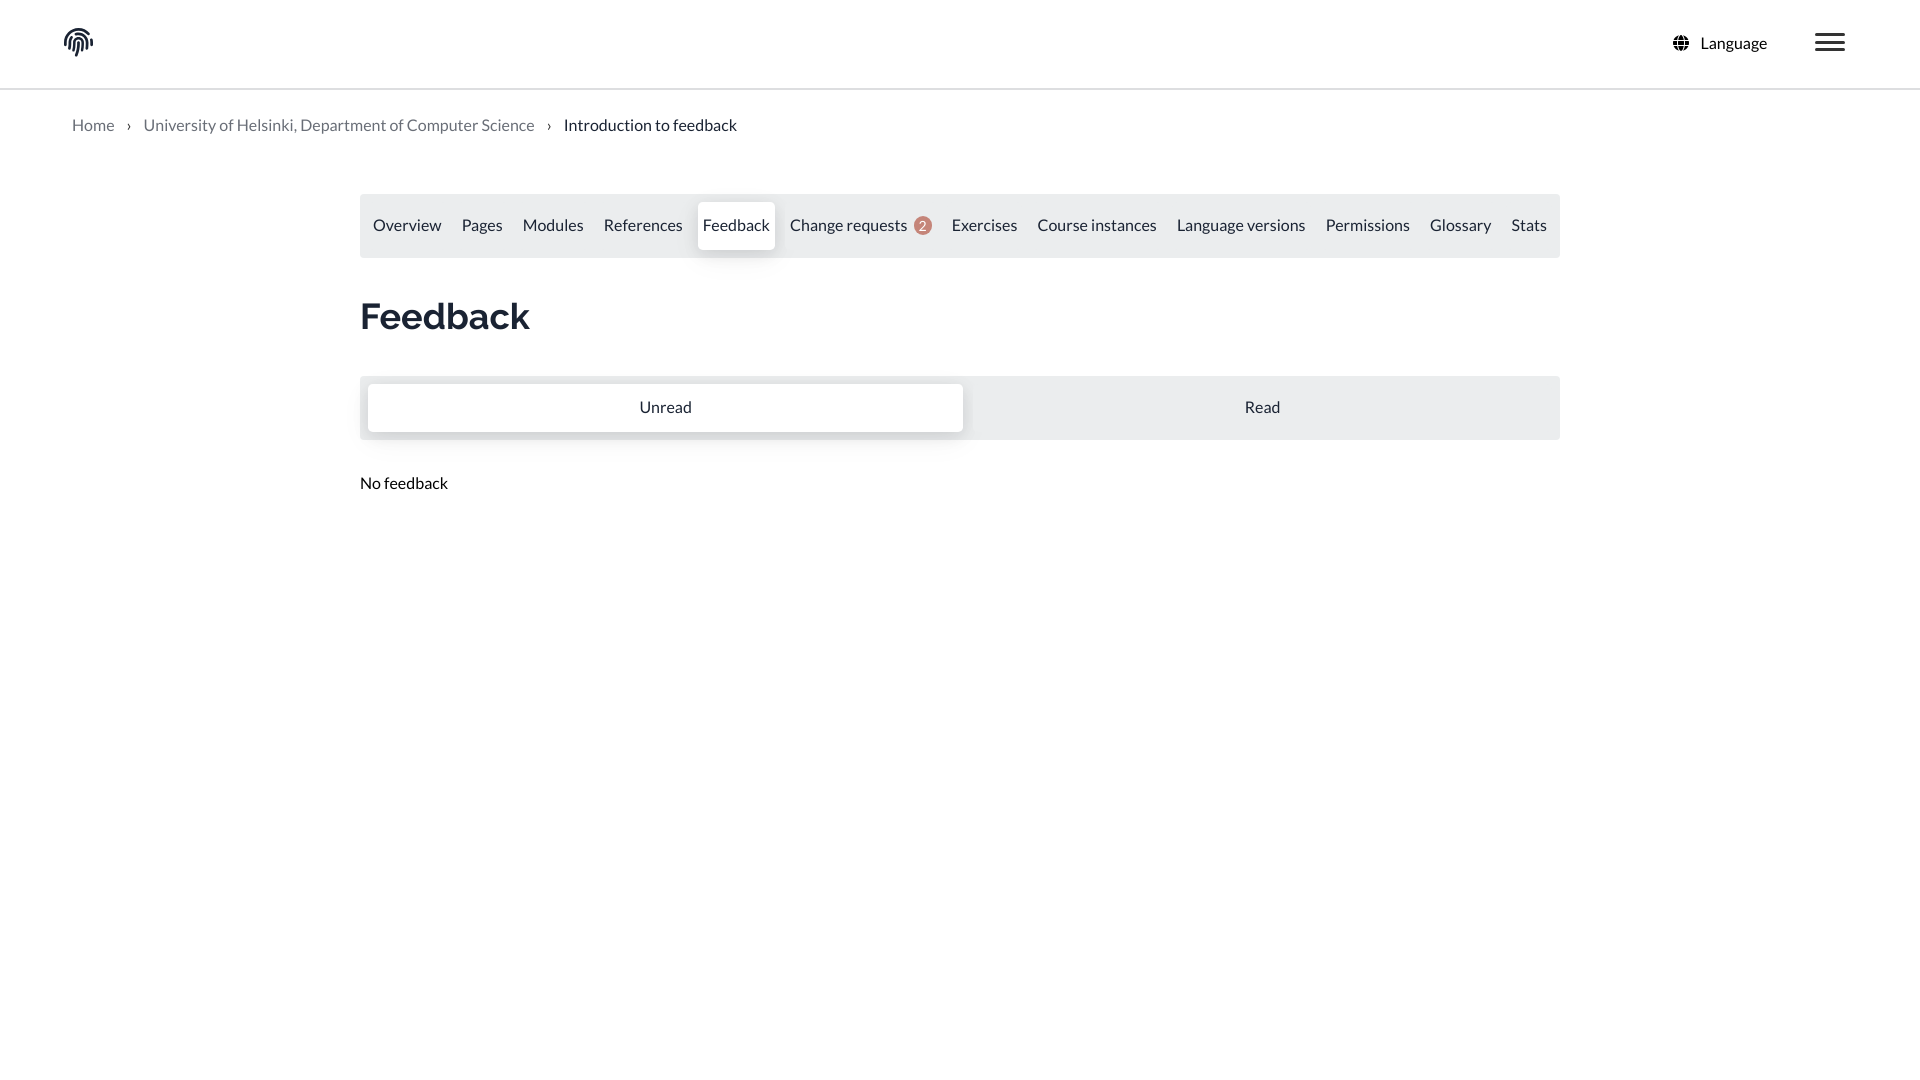 Language
Home › University of Helsinki, Department of Computer Science › Introduction to feedback
Overview Pages Modules References Feedback Change requests 2 Exercises Course instances Language versions Permissions Glossary Stats
Feedback
Unread Read
No feedback